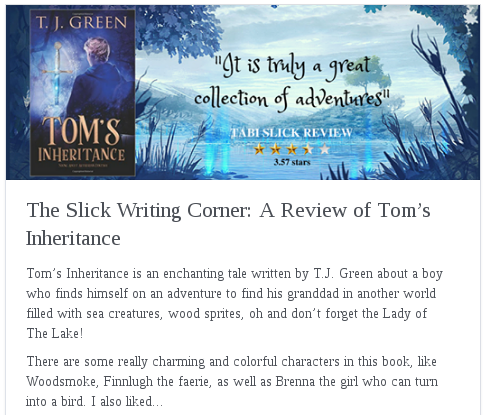 T. J. GREEN
TOM'S
INHERITANCE
"It is truly a great
collection of adventures"
TABI SLICK REVIEW
3.57 stars
The Slick Writing Corner: A Review of Tom's
Inheritance
Tom's Inheritance is an enchanting tale written by T.J. Green about a boy
who finds himself on an adventure to find his granddad in another world
filled with sea creatures, wood sprites, oh and don't forget the Lady of
The Lake!
There are some really charming and colorful characters in this book, like
Woodsmoke, Finnlugh the faerie, as well as Brenna the girl who can turn
into a bird. I also liked...